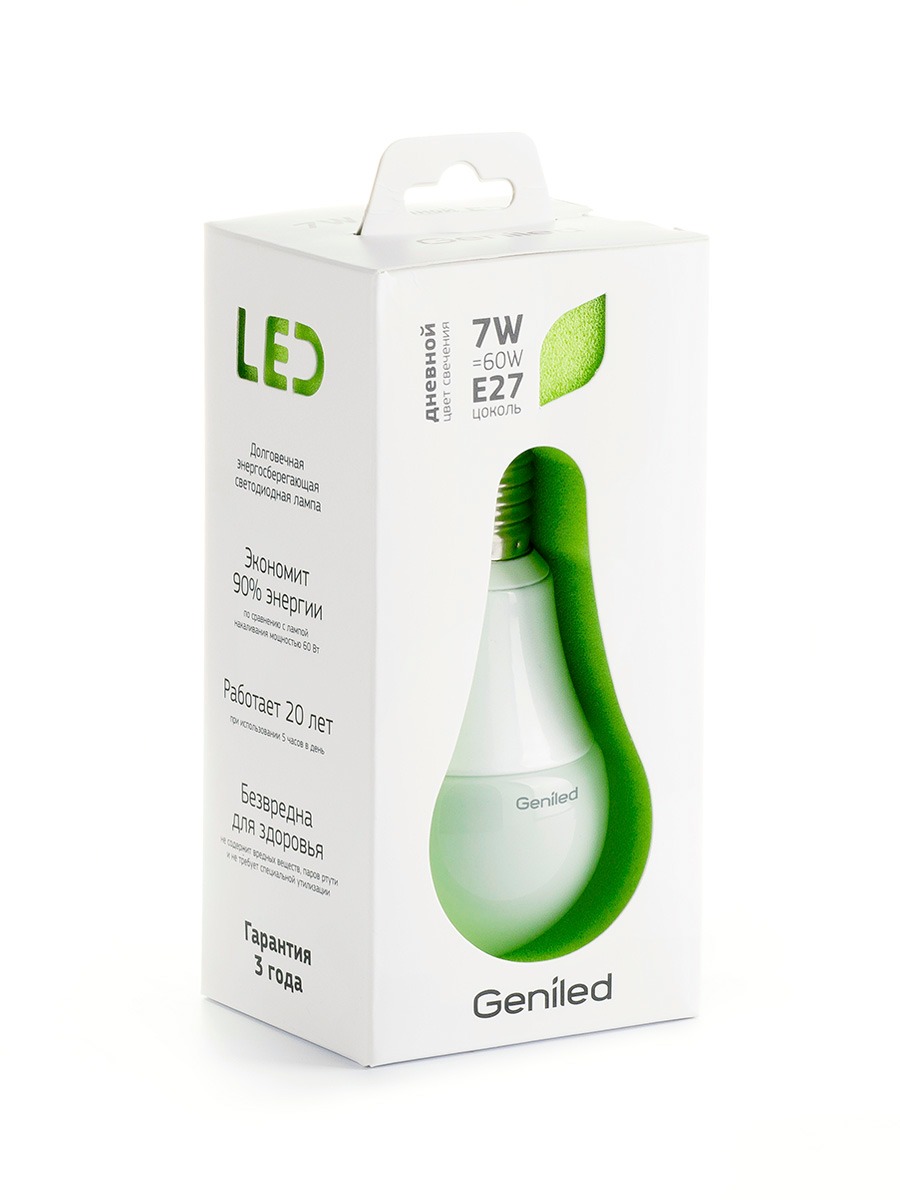 7W
Geniled
LED
Долговечная
энергосберегающая
светодиодная лампа
Экономит
90% энергии
по сравнению с лампой
накаливания мощностью 60 Вт
Работает 20 лет
при использовании 5 часов в день
Безвредна
для здоровья
не содержит вредных веществ, паров ртути
и не требует специальной утилизации
Гарантия
3 года
дневной
цвет свечения
7W
=60W
E27
цоколь
Geniled
Geniled